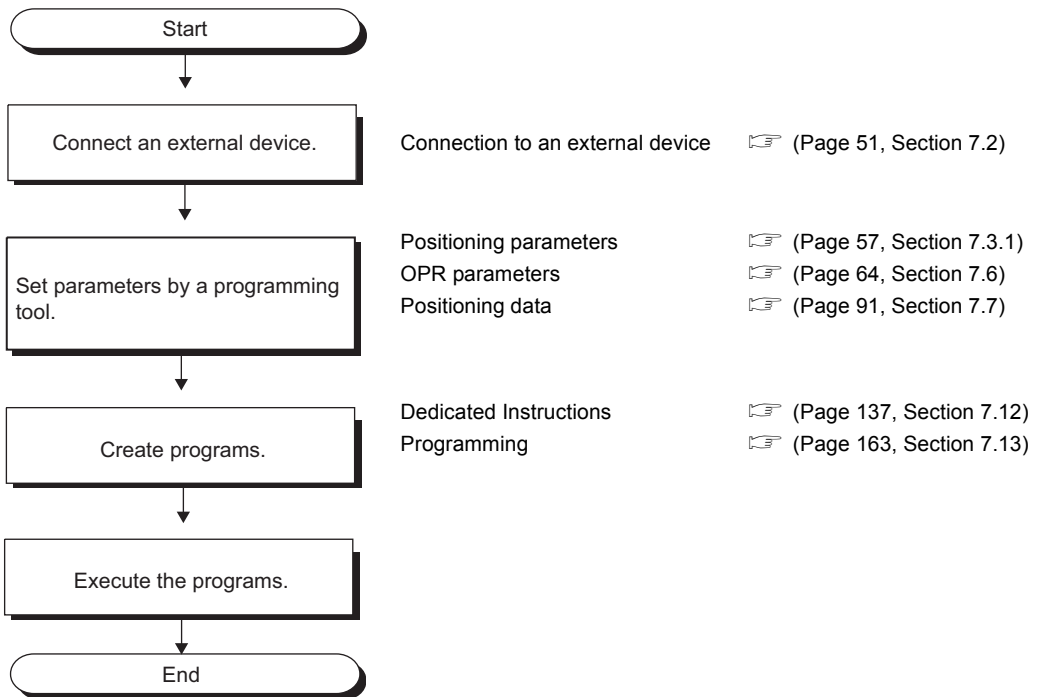 Start
Connect an external device.
Connection to an external device ☞ (Page 51, Section 7.2)
Set parameters by a programming
tool.
Positioning parameters ☞ (Page 57, Section 7.3.1)
OPR parameters ☞ (Page 64, Section 7.6)
Positioning data ☞ (Page 91, Section 7.7)
Create programs.
Dedicated Instructions ☞ (Page 137, Section 7.12)
Programming ☞ (Page 163, Section 7.13)
Execute the programs.
End